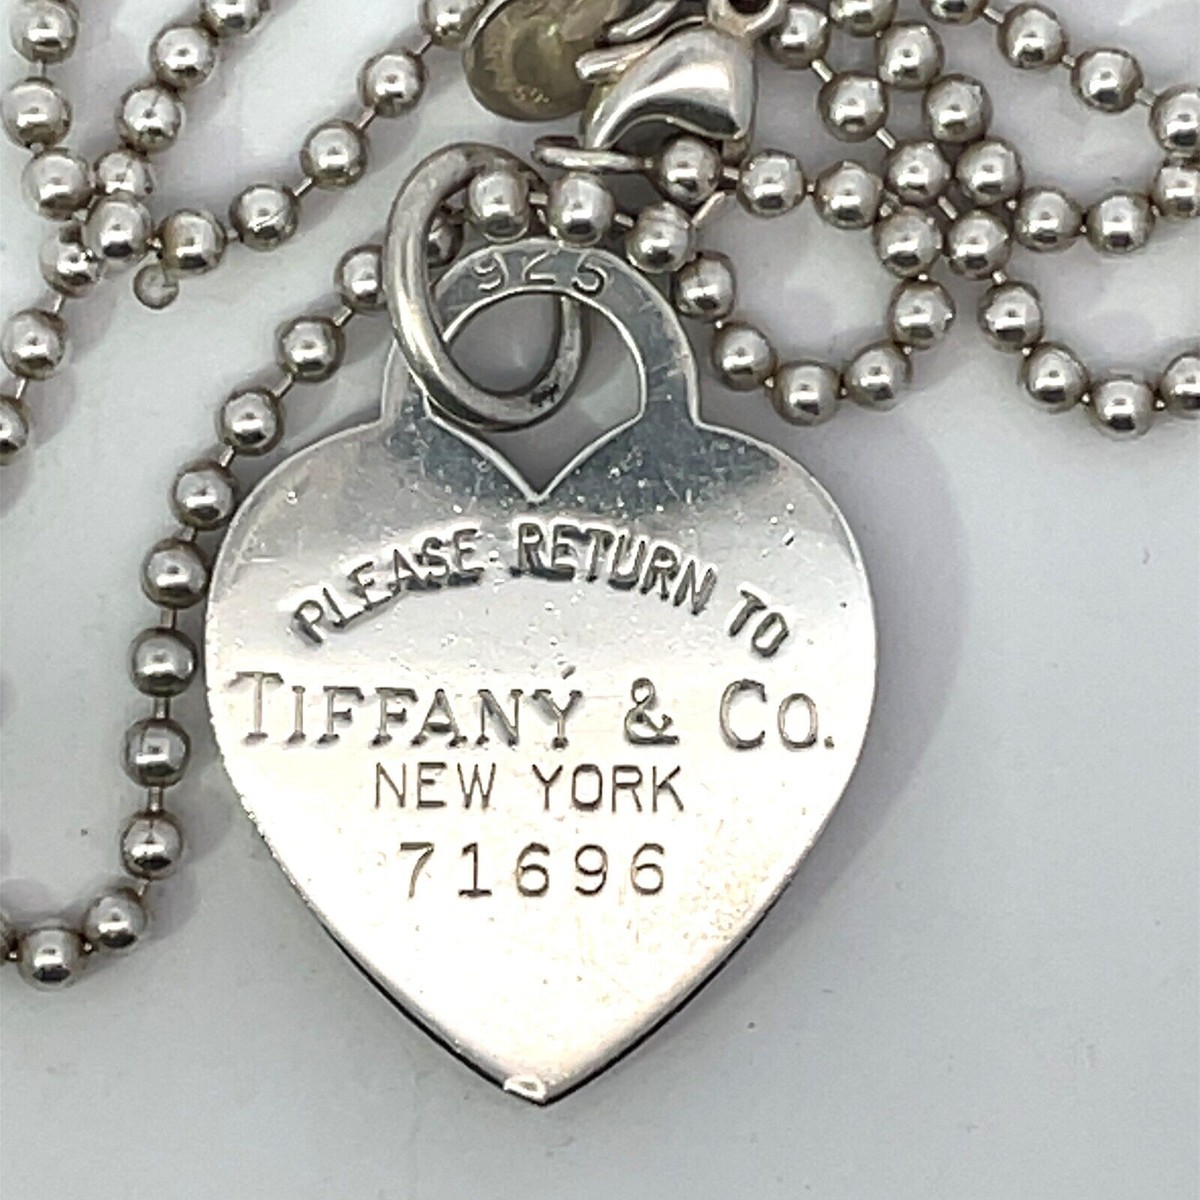 925
PLEASE RETURN TO
TIFFANY & CO.
NEW YORK
71696